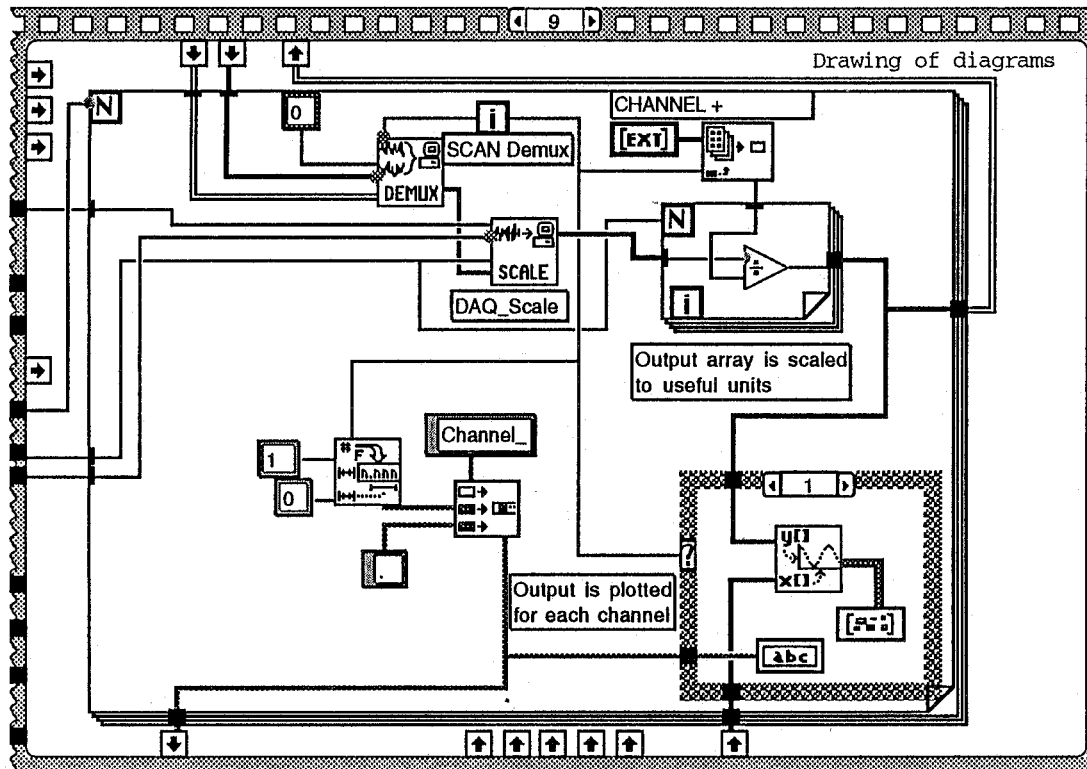 9
Drawing of diagrams
N
0
i
CHANNEL +
[EXT]
SCAN Demux
DEMUX
N
SCALE
DAQ_Scale
i
Output array is scaled
to useful units
Channel_
1
#
F
n.nnn
0
1
y[]
x[]
?
.
Output is plotted
for each channel
abc